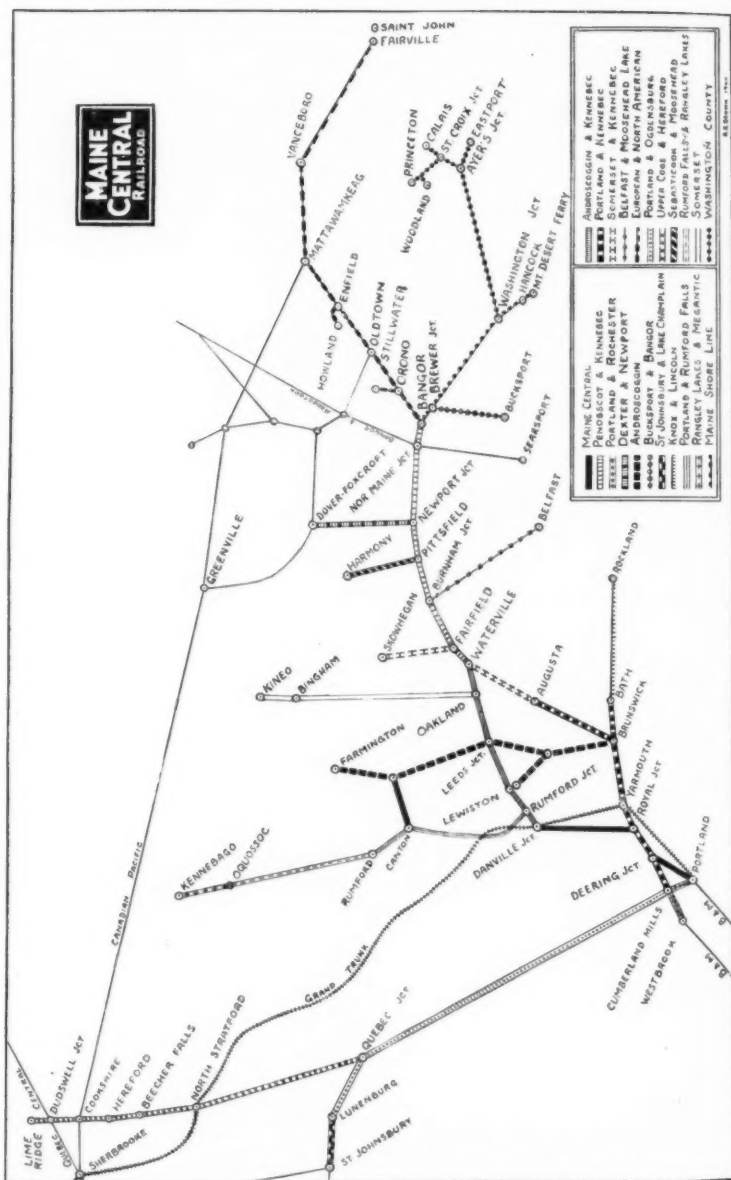 MAINE
CENTRAL
RAILROAD
SAINT JOHN
FAIRVILLE
VANCEBORO
MATTAWAMKEAG
PRINCETON
CALAIS
ST. CROIX JCT
WOODLAND
EASTPORT
AYER'S JCT
ENFIELD
HOWLAND
OLDTOWN
STILLWATER
ORONO
WASHINGTON JCT
HANCOCK
MT DESERT FERRY
BANGOR
BREWER JCT
BUCKSPORT
SEARSPORT
BANGOR & AROOSTOOK
DOVER-FOXCROFT
NOR MAINE JCT
NEWPORT JCT
GREENVILLE
HARMONY
PITTSFIELD
BURNHAM JCT
BELFAST
SKOWHEGAN
FAIRFIELD
WATERVILLE
KINEO
BINGHAM
OAKLAND
AUGUSTA
ROCKLAND
BATH
BRUNSWICK
FARMINGTON
LEEDS JCT.
LEWISTON
RUMFORD JCT.
YARMOUTH
ROYAL JCT
KENNEBAGO
OQUOSSOC
RUMFORD
CANTON
DANVILLE JCT
DEERING JCT.
PORTLAND
B&M
CUMBERLAND MILLS
WESTBROOK
B&M
CANADIAN PACIFIC
GRAND TRUNK
QUEBEC JCT
NORTH STRATFORD
LUNENBURG
ST JOHNSBURY
BEECHER FALLS
HEREFORD
COOKSHIRE
DUDSWELL JCT
LIME
RIDGE
QUEBEC CENTRAL
SHERBROOKE
MAINE CENTRAL
PENOBSCOT & KENNEBEC
PORTLAND & ROCHESTER
DEXTER & NEWPORT
ANDROSCOGGIN
BUCKSPORT & BANGOR
ST JOHNSBURY & LAKE CHAMPLAIN
KNOX & LINCOLN
PORTLAND & RUMFORD FALLS
RANGLEY LAKES & MEGANTIC
MAINE SHORE LINE
ANDROSCOGGIN & KENNEBEC
PORTLAND & KENNEBEC
SOMERSET & KENNEBEC
BELFAST & MOOSEHEAD LAKE
EUROPEAN & NORTH AMERICAN
PORTLAND & OGDENSBURG
UPPER COOS & HEREFORD
SEBASTICOOK & MOOSEHEAD
RUMFORD FALLS & RANGLEY LAKES
SOMERSET
WASHINGTON COUNTY